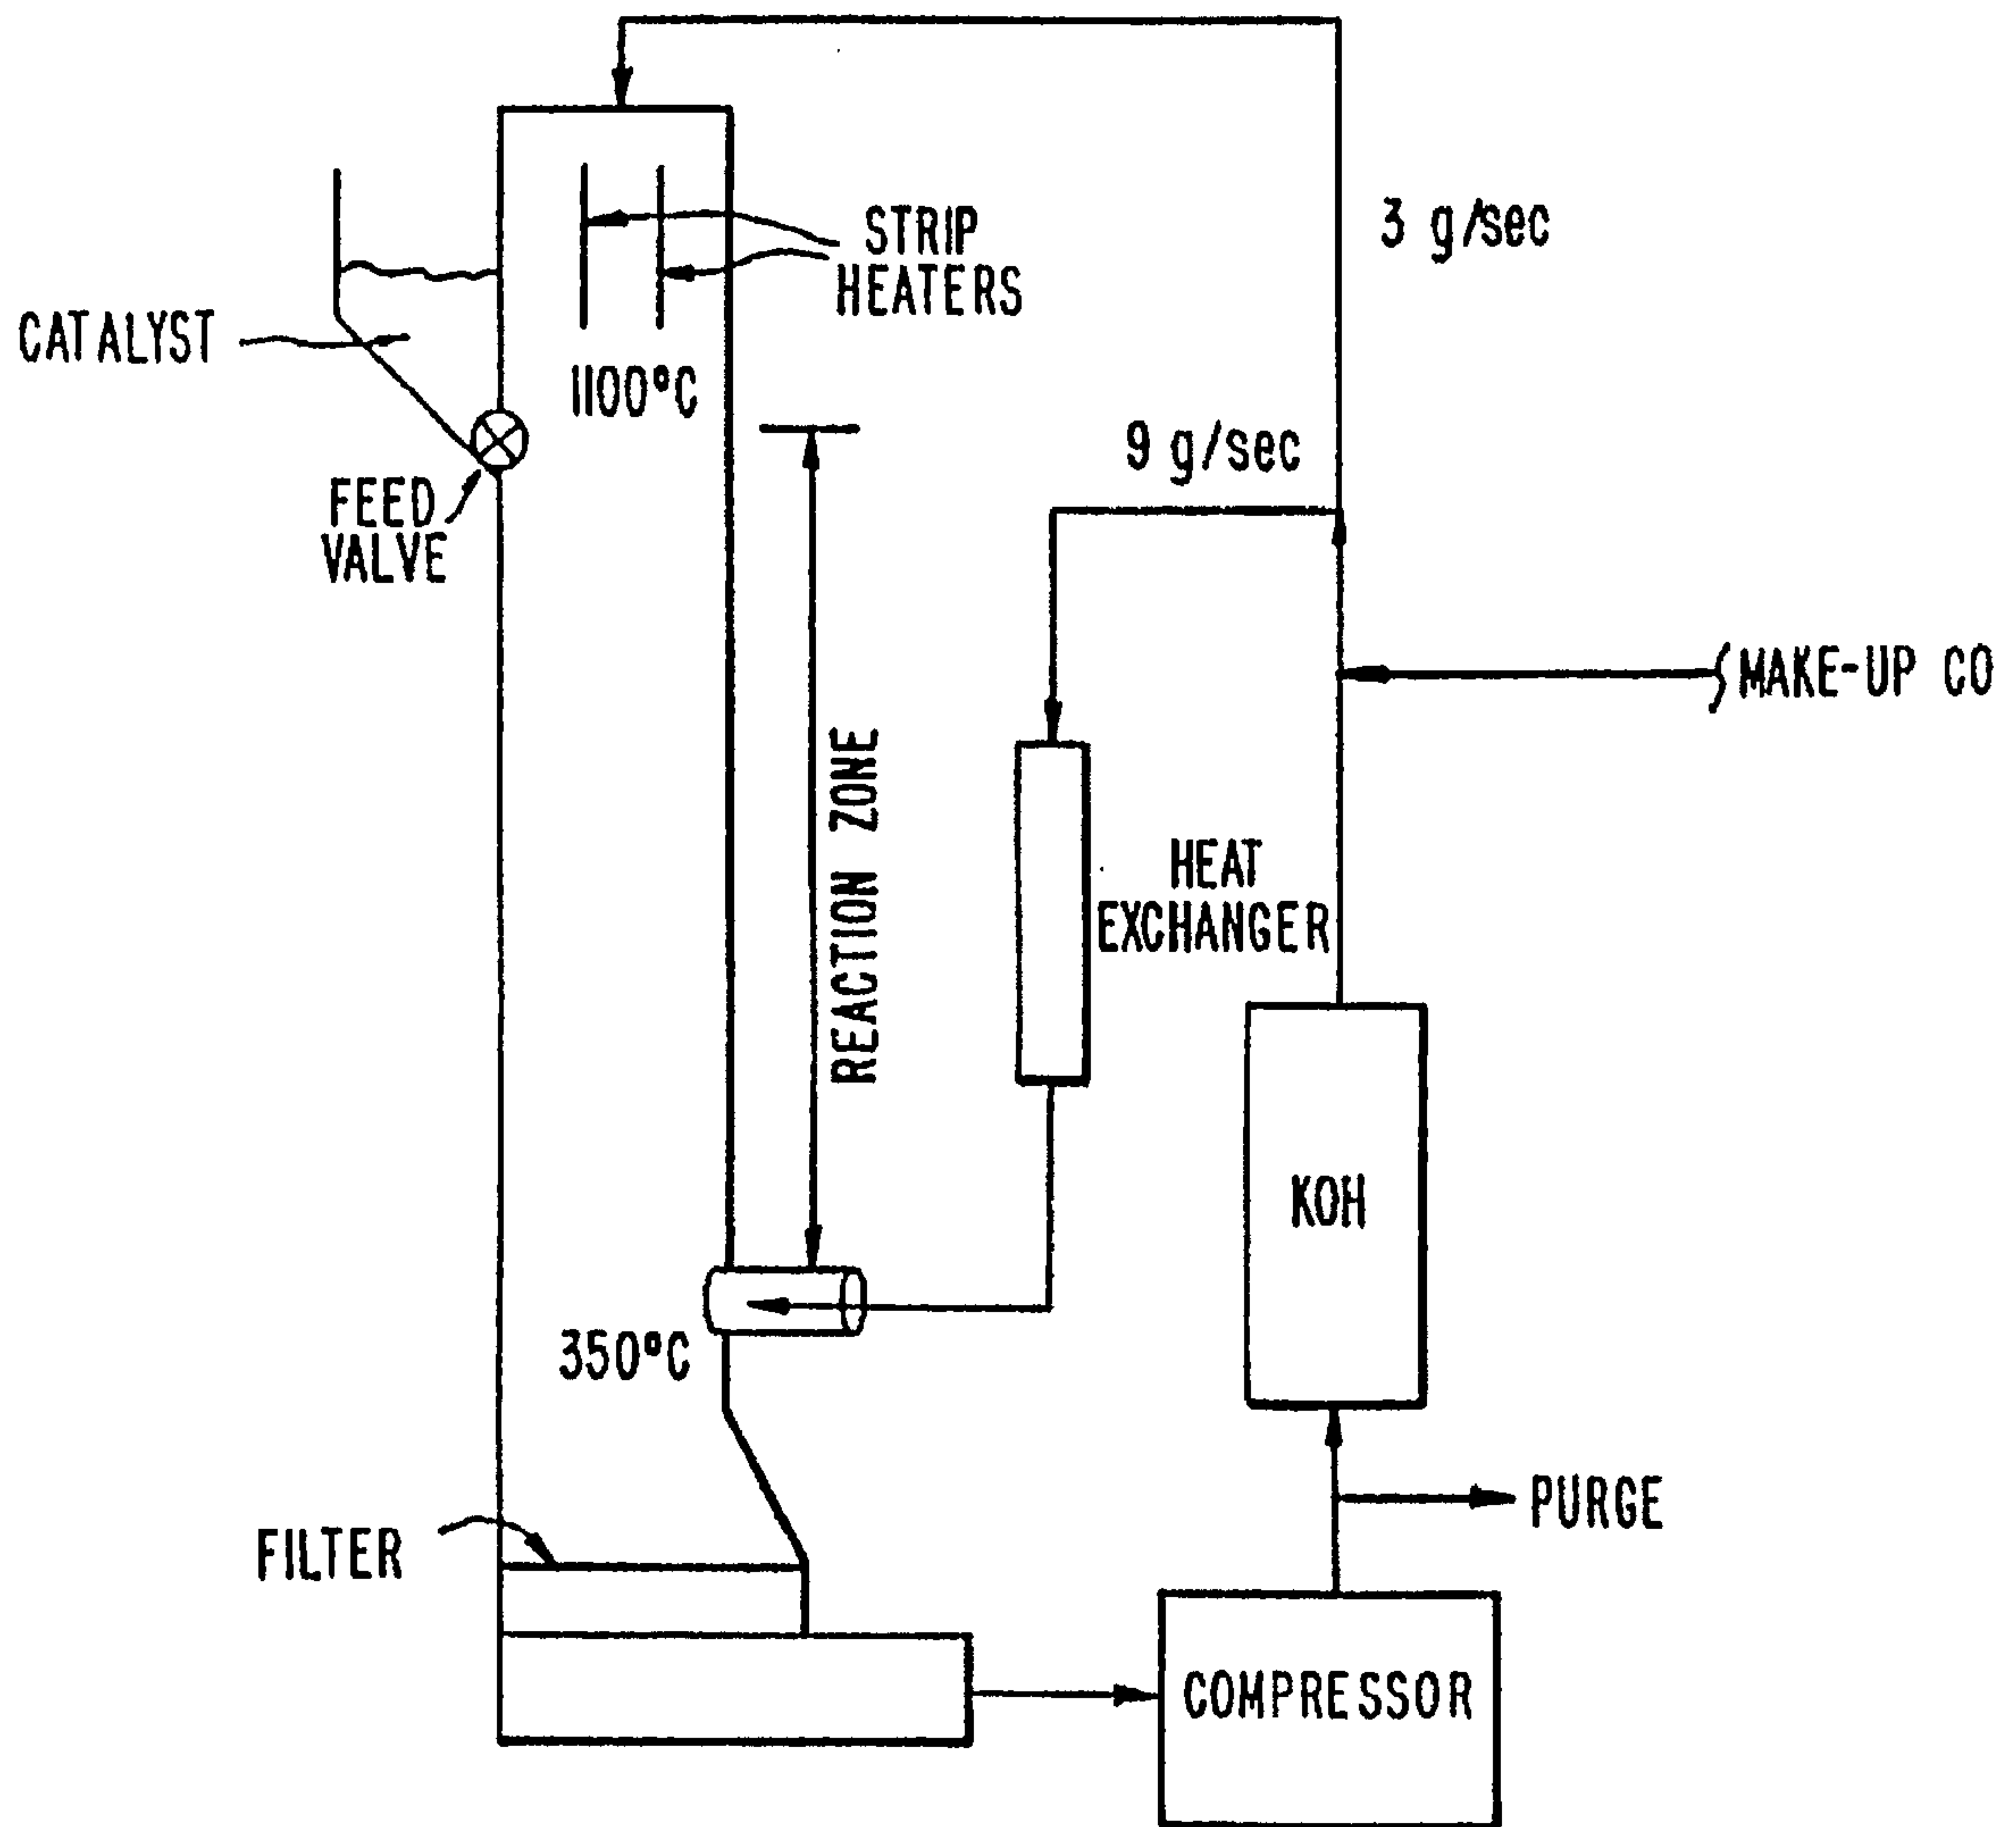 3 g/sec
STRIP
HEATERS
CATALYST
1100°C
9 g/sec
FEED
VALVE
MAKE-UP CO
REACTION ZONE
HEAT
EXCHANGER
KOH
350°C
PURGE
FILTER
COMPRESSOR